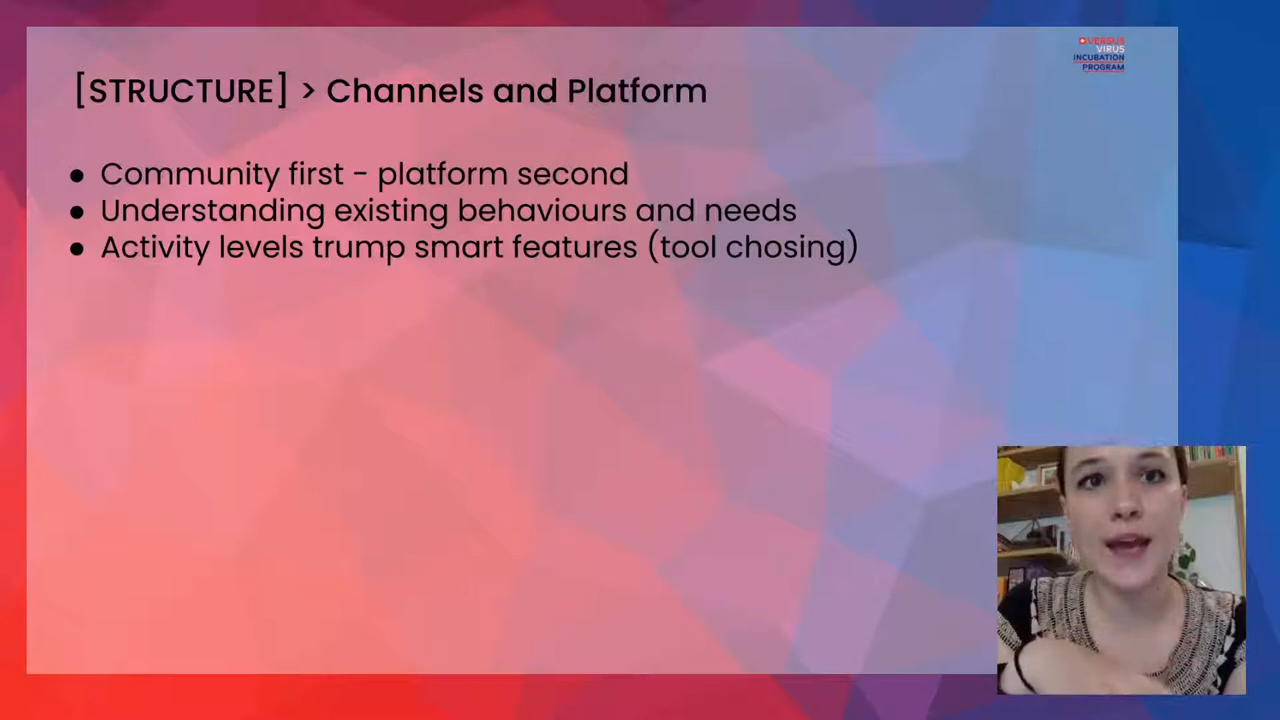 [STRUCTURE] > Channels and Platform
VERSUS
VIRUS
INCUBATION
PROGRAM
● Community first - platform second
● Understanding existing behaviours and needs
● Activity levels trump smart features (tool chosing)